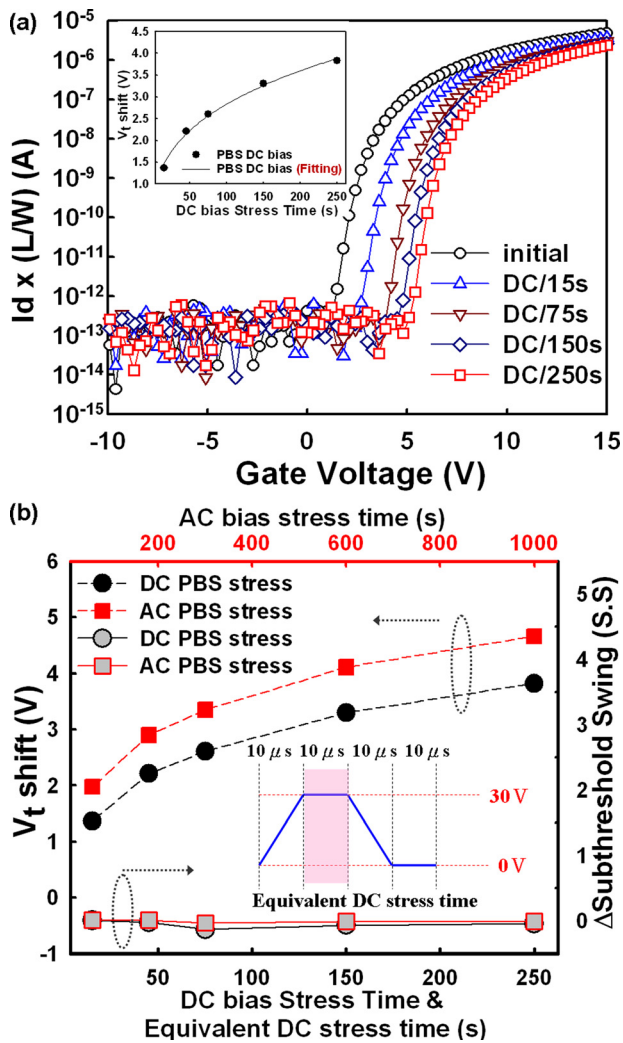 (a)
10^-5
10^-6
10^-7
10^-8
10^-9
10^-10
10^-11
10^-12
10^-13
10^-14
10^-15
Id x (L/W) (A)
4.5
4.0
3.5
3.0
2.5
2.0
1.5
1.0
V_t shift (V)
PBS DC bias
PBS DC bias (Fitting)
50 100 150 200 250
DC bias Stress Time (s)
initial
DC/15s
DC/75s
DC/150s
DC/250s
-10 -5 0 5 10 15
Gate Voltage (V)
(b)
AC bias stress time (s)
200 400 600 800 1000
6
5
4
3
2
1
0
-1
V_t shift (V)
DC PBS stress
AC PBS stress
DC PBS stress
AC PBS stress
10 μs 10 μs 10 μs 10 μs
30 V
0 V
Equivalent DC stress time
5
4
3
2
1
0
ΔSubthreshold Swing (S.S)
50 100 150 200 250
DC bias Stress Time &
Equivalent DC stress time (s)